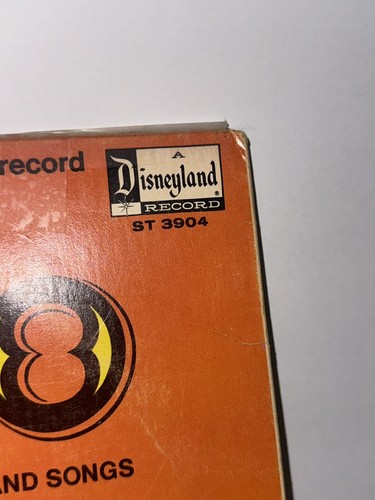 record
A
Disneyland
®
RECORD
ST 3904
8
AND SONGS